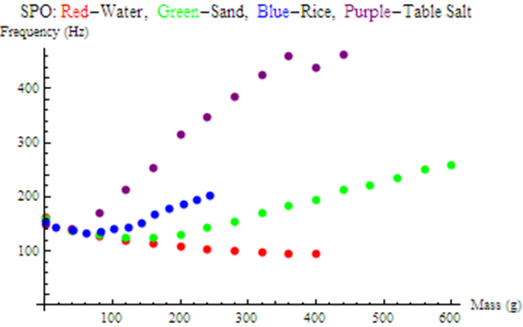 SPO: Red–Water, Green–Sand, Blue–Rice, Purple–Table Salt
Frequency (Hz)
400
300
200
100
100 200 300 400 500 600
Mass (g)